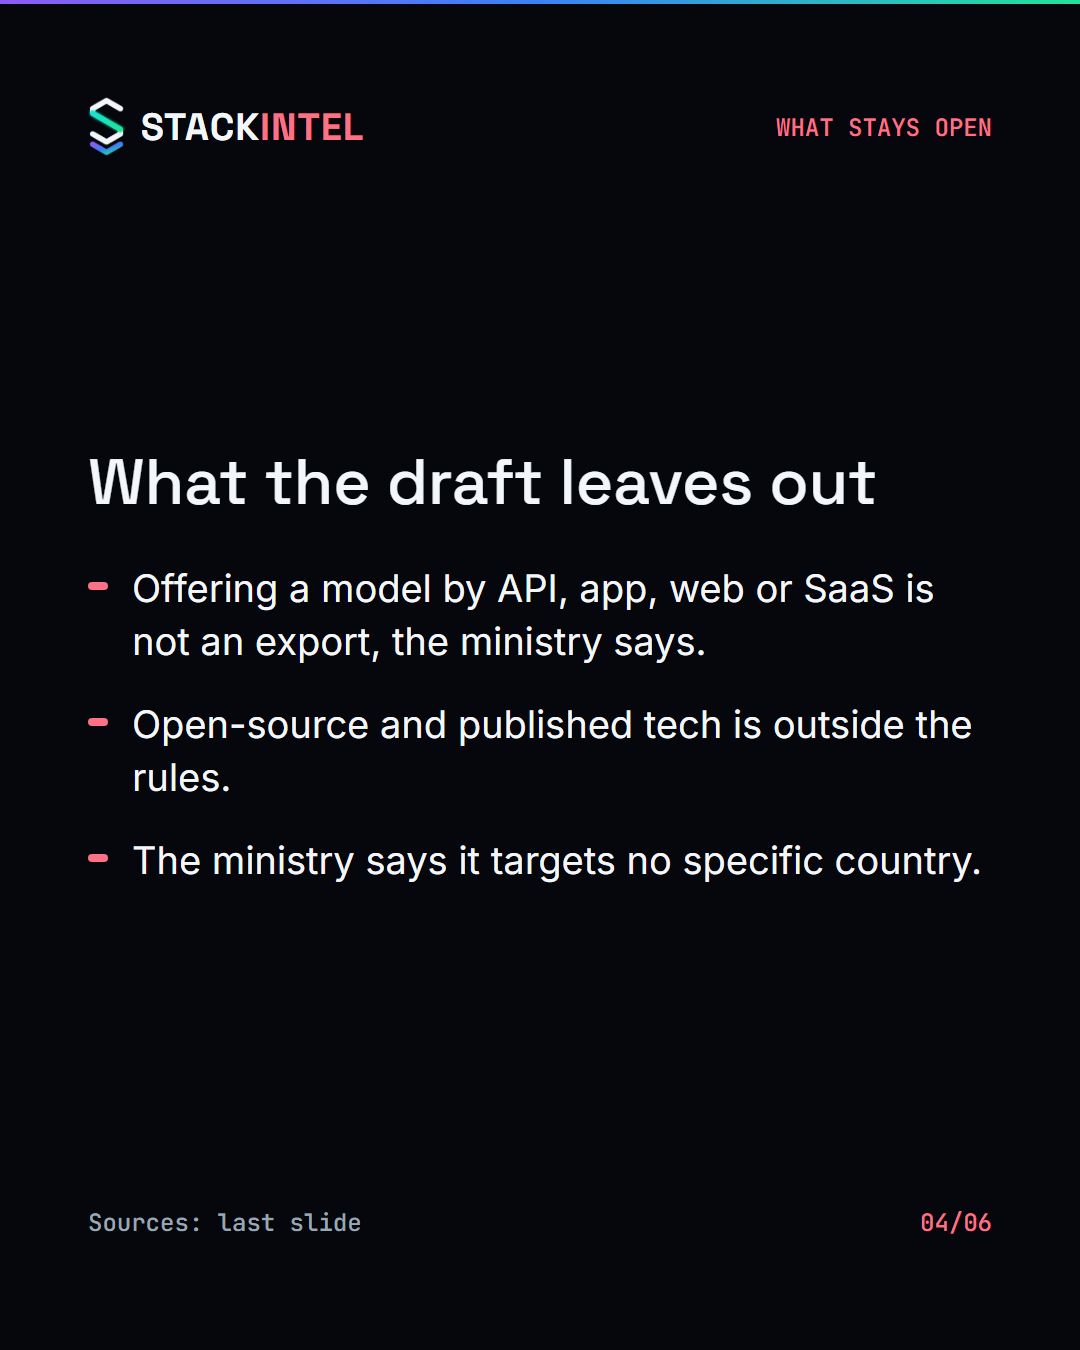 STACKINTEL
WHAT STAYS OPEN
What the draft leaves out
Offering a model by API, app, web or SaaS is
not an export, the ministry says.
Open-source and published tech is outside the
rules.
The ministry says it targets no specific country.
Sources: last slide
04/06